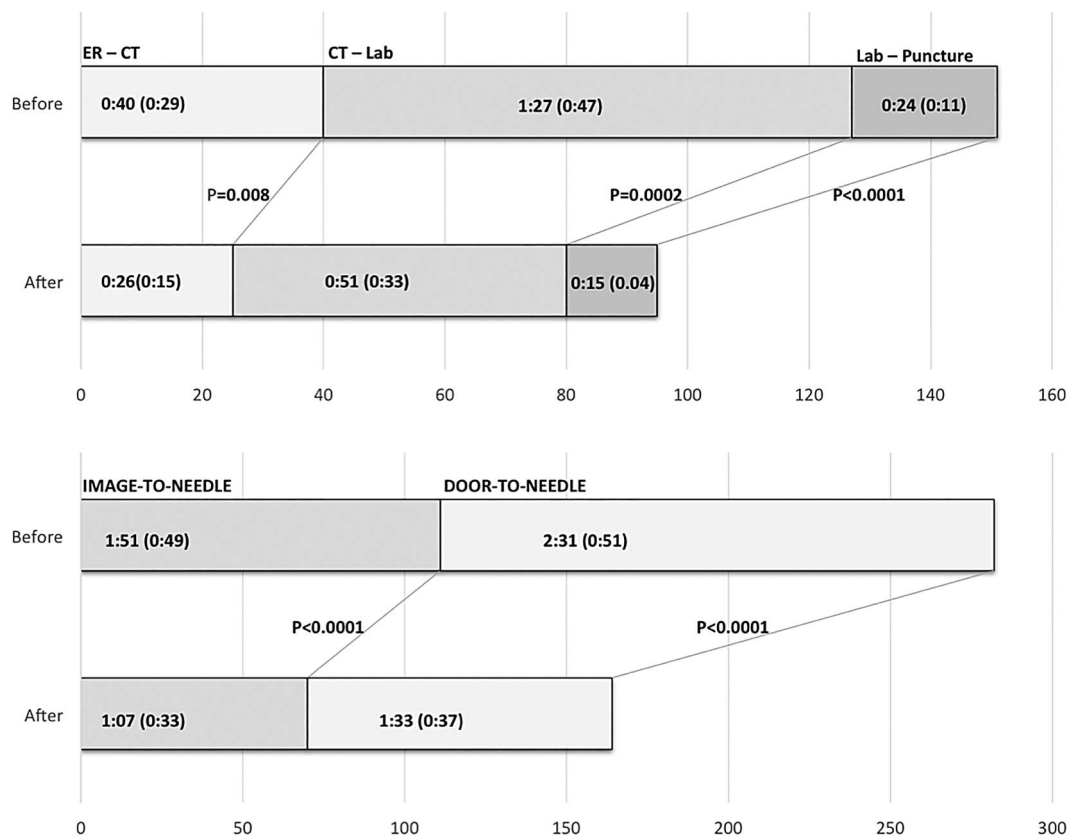 ER – CT CT – Lab Lab – Puncture
Before 0:40 (0:29) 1:27 (0:47) 0:24 (0:11)
P=0.008 P=0.0002 P<0.0001
After 0:26(0:15) 0:51 (0:33) 0:15 (0.04)
0 20 40 60 80 100 120 140 160
IMAGE-TO-NEEDLE DOOR-TO-NEEDLE
Before 1:51 (0:49) 2:31 (0:51)
P<0.0001 P<0.0001
After 1:07 (0:33) 1:33 (0:37)
0 50 100 150 200 250 300